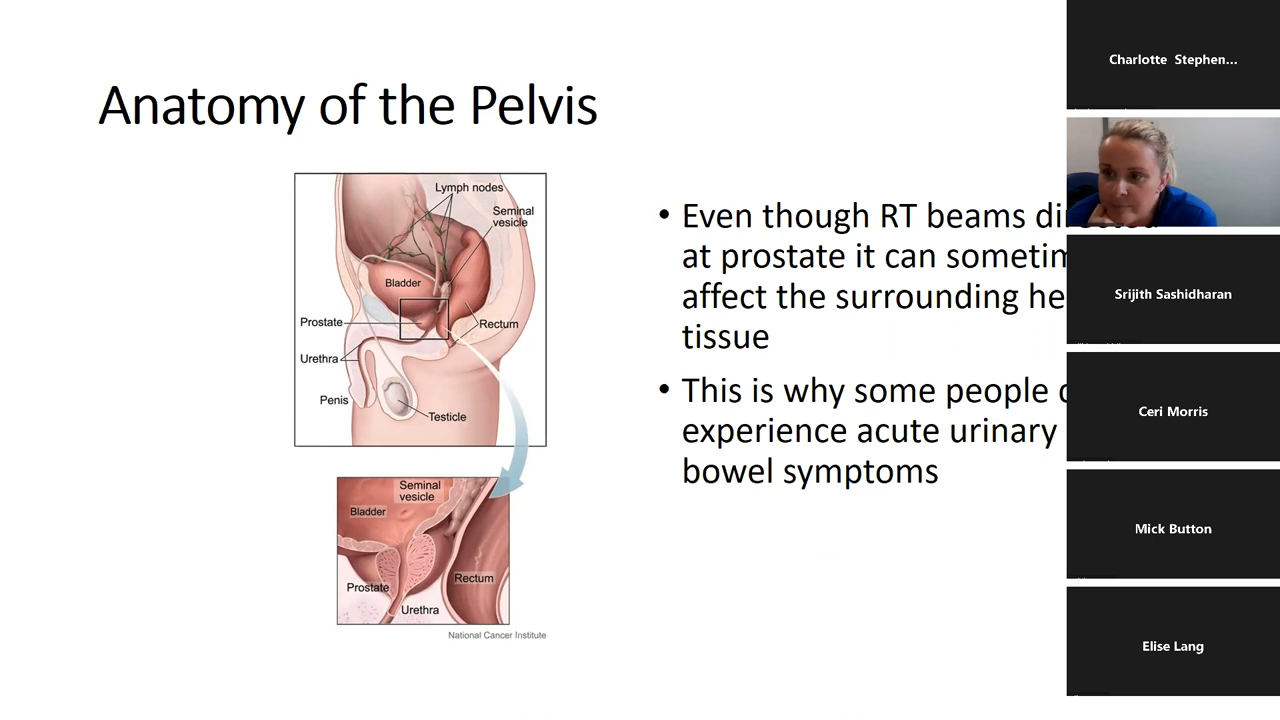 Anatomy of the Pelvis
Lymph nodes
Seminal
vesicle
Bladder
Prostate
Rectum
Urethra
Penis
Testicle
Seminal
vesicle
Bladder
Prostate
Rectum
Urethra
National Cancer Institute
• Even though RT beams directed
at prostate it can sometim
affect the surrounding he
tissue
• This is why some people
experience acute urinary
bowel symptoms
Charlotte Stephen...
Srijith Sashidharan
Ceri Morris
Mick Button
Elise Lang